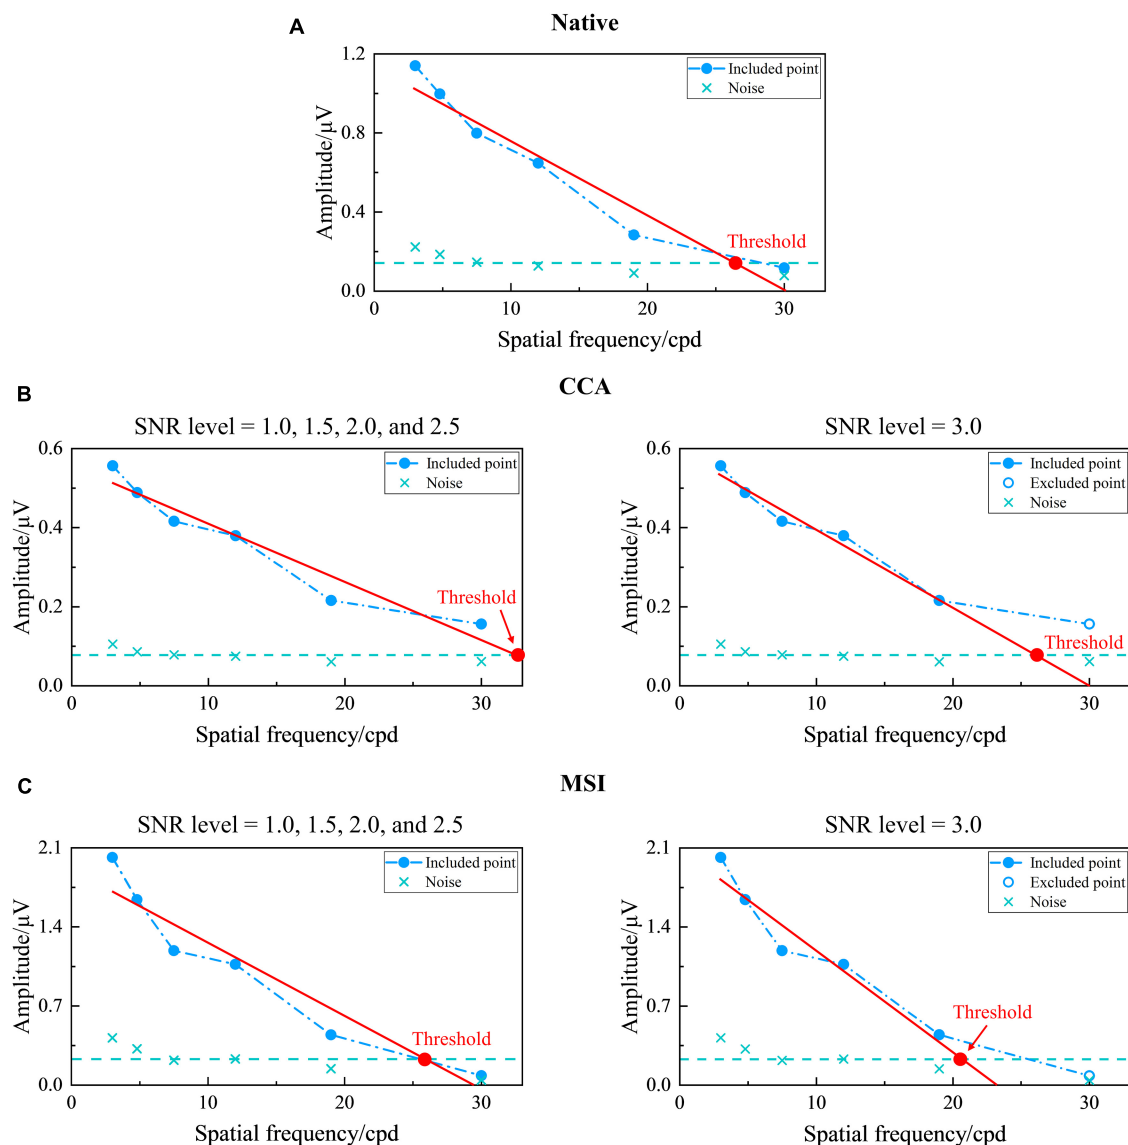 A
Native
1.2
0.8
0.4
0.0
Amplitude/µV
Included point
Noise
Threshold
0 10 20 30
Spatial frequency/cpd
B
CCA
SNR level = 1.0, 1.5, 2.0, and 2.5
0.6
0.4
0.2
0.0
Amplitude/µV
Included point
Noise
Threshold
0 10 20 30
Spatial frequency/cpd
SNR level = 3.0
0.6
0.4
0.2
0.0
Amplitude/µV
Included point
Excluded point
Noise
Threshold
0 10 20 30
Spatial frequency/cpd
C
MSI
SNR level = 1.0, 1.5, 2.0, and 2.5
2.1
1.4
0.7
0.0
Amplitude/µV
Included point
Noise
Threshold
0 10 20 30
Spatial frequency/cpd
SNR level = 3.0
2.1
1.4
0.7
0.0
Amplitude/µV
Included point
Excluded point
Noise
Threshold
0 10 20 30
Spatial frequency/cpd